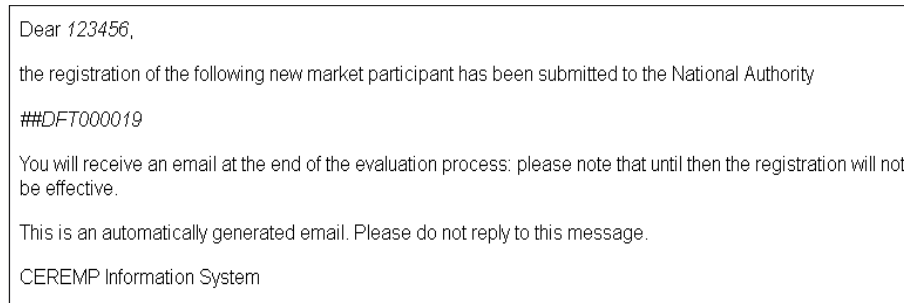 Dear 123456,
the registration of the following new market participant has been submitted to the National Authority
##DFT000019
You will receive an email at the end of the evaluation process: please note that until then the registration will not
be effective.
This is an automatically generated email. Please do not reply to this message.
CEREMP Information System